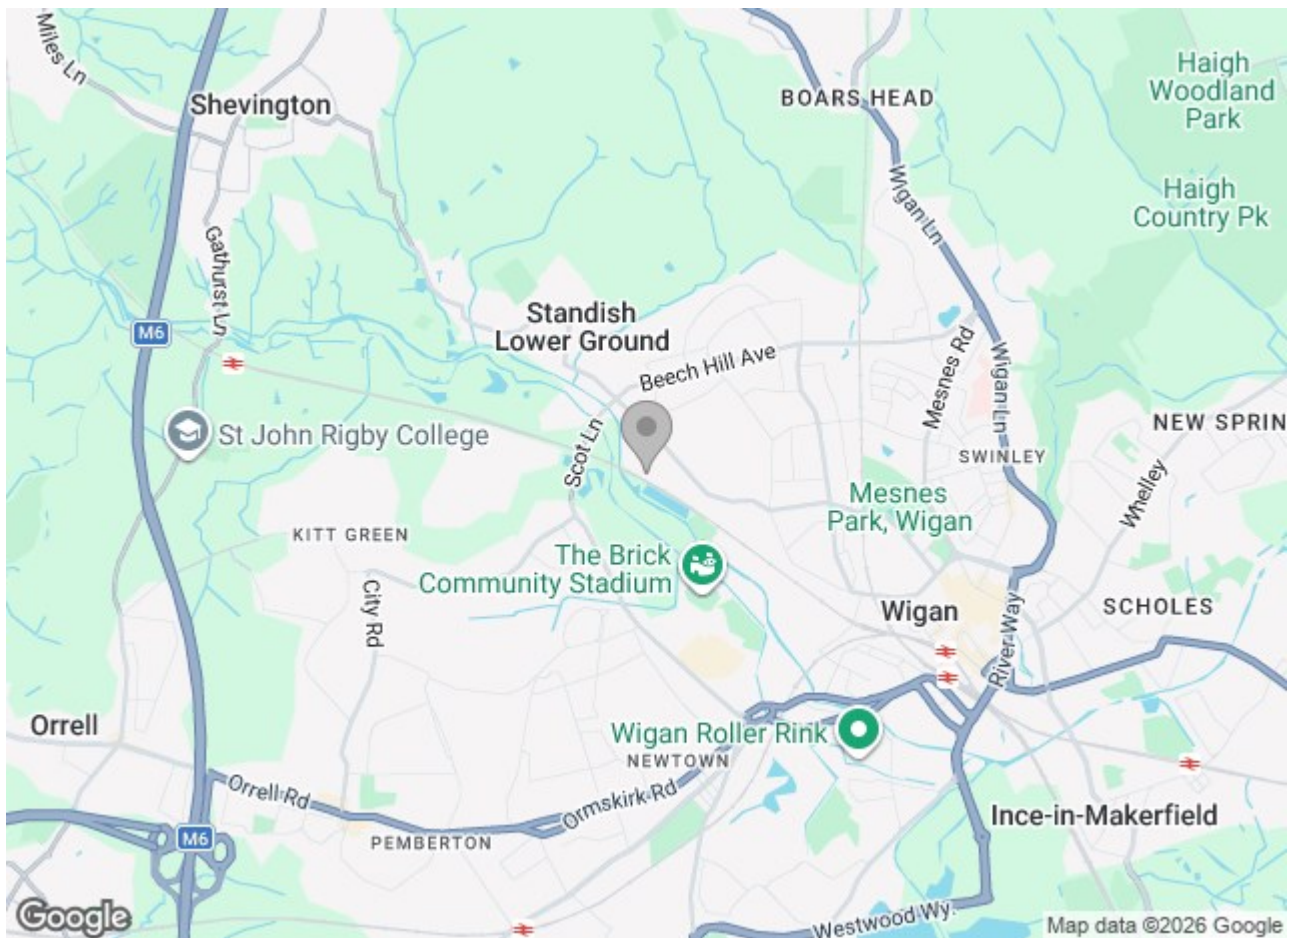 Miles Ln
Shevington
BOARS HEAD
Haigh
Woodland
Park
Haigh
Country Pk
Wigan Ln
Gathurst Ln
M6
Standish
Lower Ground
Beech Hill Ave
Mesnes Rd
Wigan Ln
St John Rigby College
Scot Ln
NEW SPRIN
SWINLEY
Whelley
Mesnes
Park, Wigan
KITT GREEN
The Brick
Community Stadium
City Rd
Wigan
River Way
SCHOLES
Orrell
Wigan Roller Rink
NEWTOWN
Orrell Rd
Ormskirk Rd
Ince-in-Makerfield
M6
PEMBERTON
Westwood Wy.
Google
Map data ©2026 Google